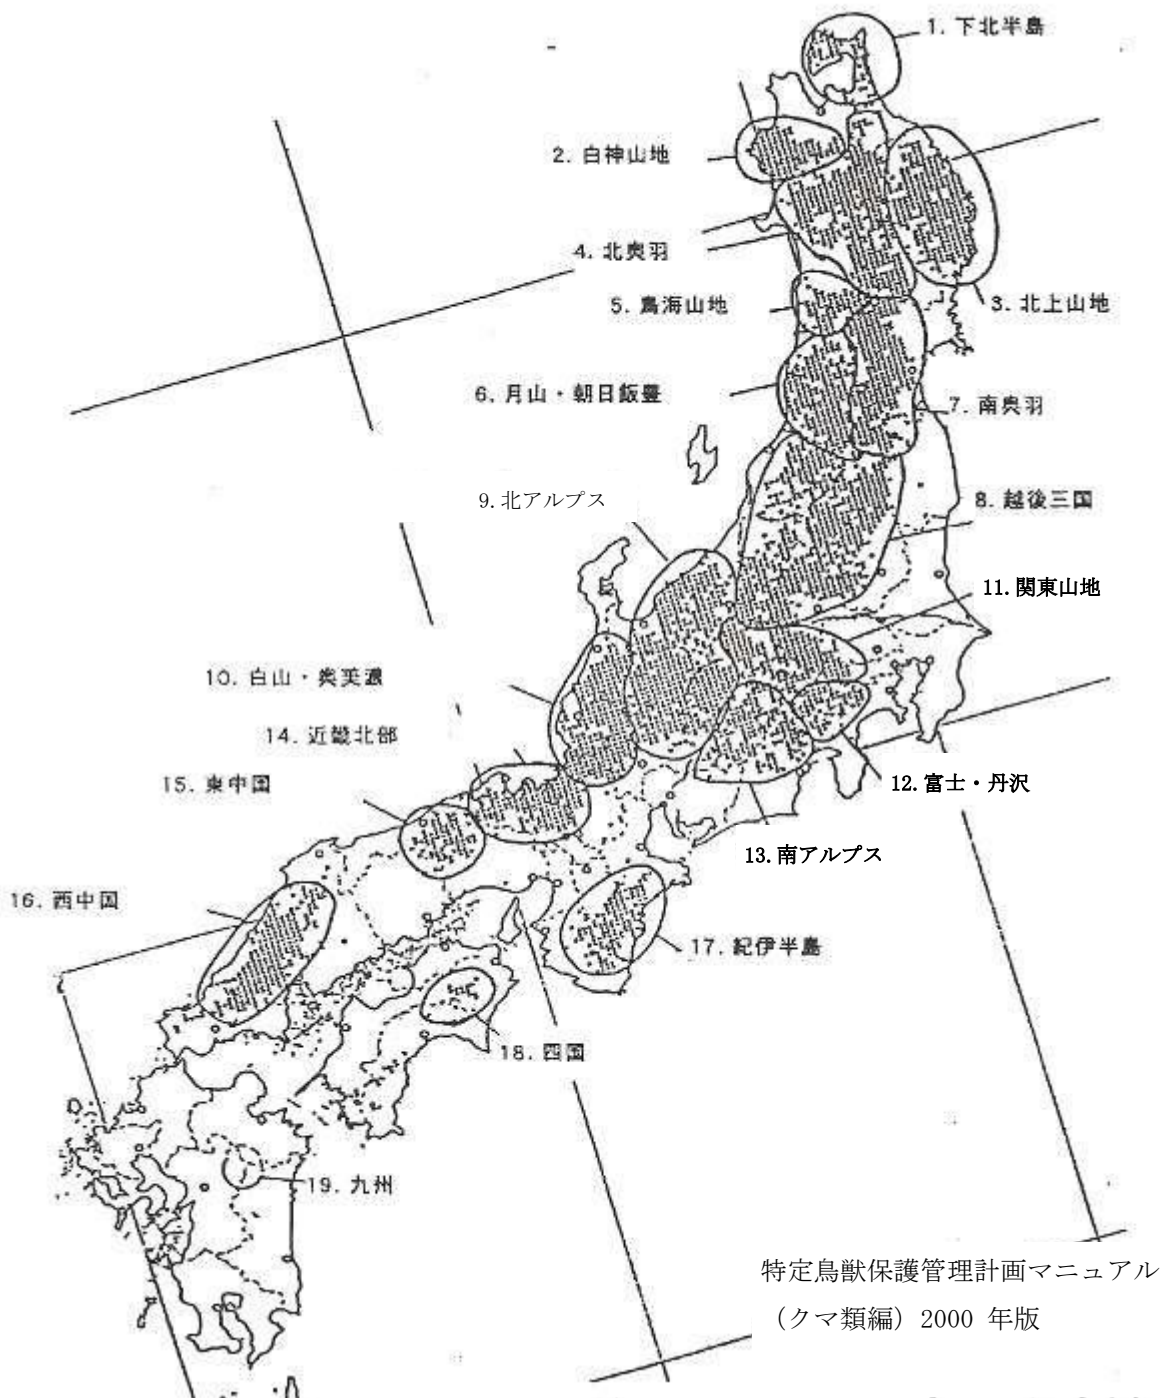 1. 下北半島
2. 白神山地
4. 北奥羽
5. 鳥海山地
3. 北上山地
6. 月山・朝日飯豊
7. 南奥羽
9. 北アルプス
8. 越後三国
11. 関東山地
10. 白山・奥美濃
14. 近畿北部
15. 東中国
12. 富士・丹沢
13. 南アルプス
16. 西中国
17. 紀伊半島
18. 四国
19. 九州
特定鳥獣保護管理計画マニュアル
（クマ類編）2000 年版